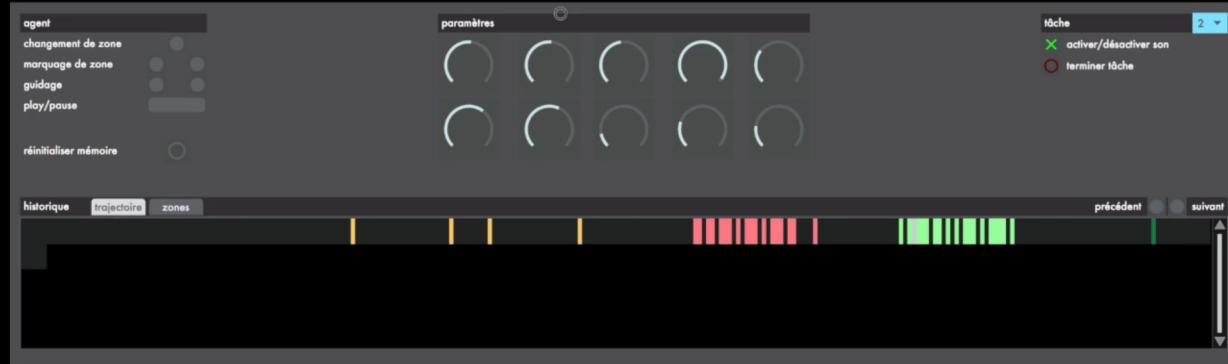 agent
changement de zone
marquage de zone
guidage
play/pause
réinitialiser mémoire
paramètres
tâche 2
activer/désactiver son
terminer tâche
historique trajectoire zones précédent suivant